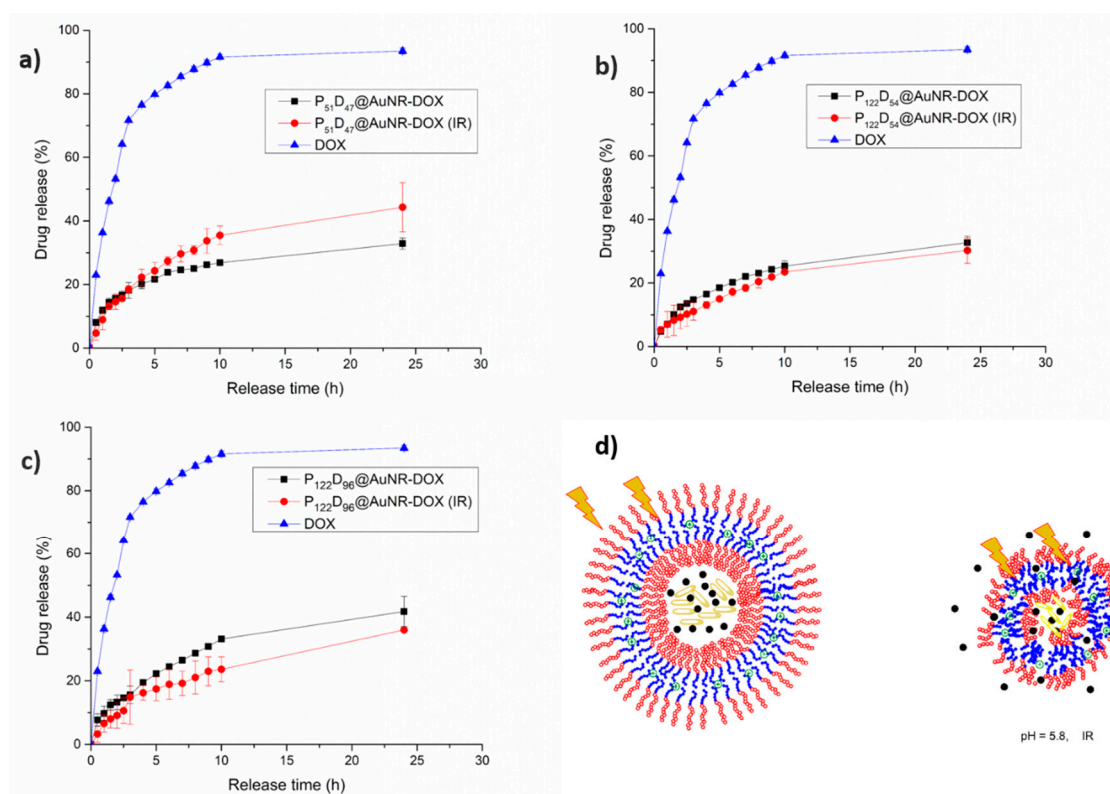 a)
100
80
60
40
20
0
Drug release (%)
P₅₁D₄₇@AuNR-DOX
P₅₁D₄₇@AuNR-DOX (IR)
DOX
0 5 10 15 20 25 30
Release time (h)
b)
100
80
60
40
20
0
Drug release (%)
P₁₂₂D₅₄@AuNR-DOX
P₁₂₂D₅₄@AuNR-DOX (IR)
DOX
0 5 10 15 20 25 30
Release time (h)
c)
100
80
60
40
20
0
Drug release (%)
P₁₂₂D₉₆@AuNR-DOX
P₁₂₂D₉₆@AuNR-DOX (IR)
DOX
0 5 10 15 20 25 30
Release time (h)
d)
pH = 5.8, IR